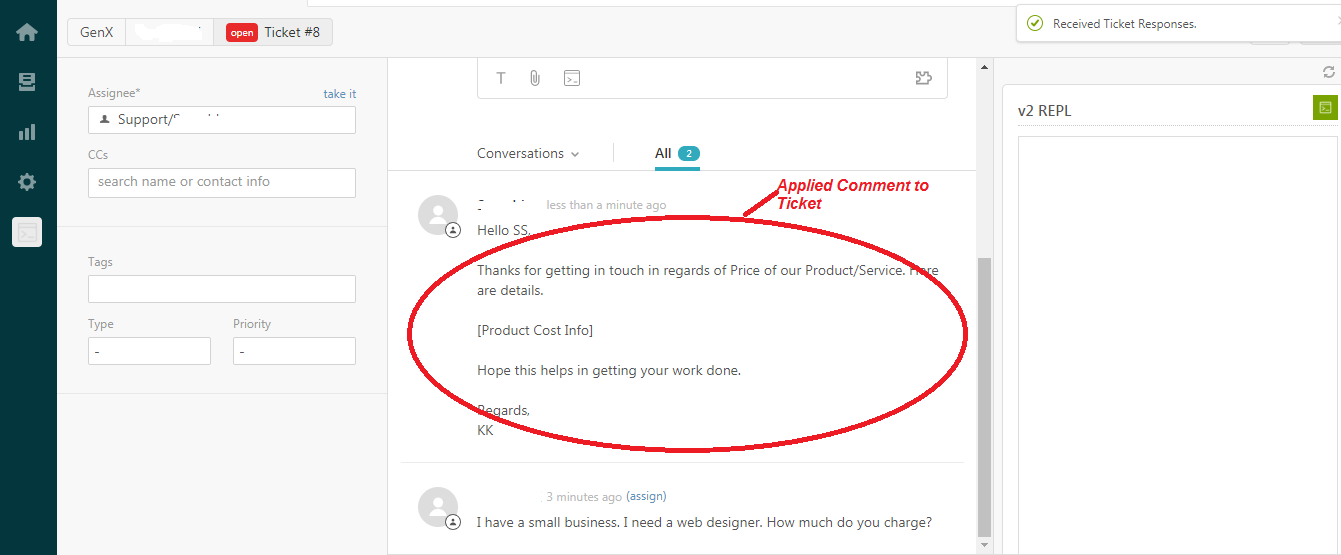 GenX
open Ticket #8
Received Ticket Responses.
Assignee*
take it
Support/
CCs
search name or contact info
Tags
Type
Priority
-
-
T
Conversations
All 2
Applied Comment to
Ticket
less than a minute ago
Hello SS,
Thanks for getting in touch in regards of Price of our Product/Service. Here
are details.
[Product Cost Info]
Hope this helps in getting your work done.
Regards,
KK
3 minutes ago (assign)
I have a small business. I need a web designer. How much do you charge?
v2 REPL